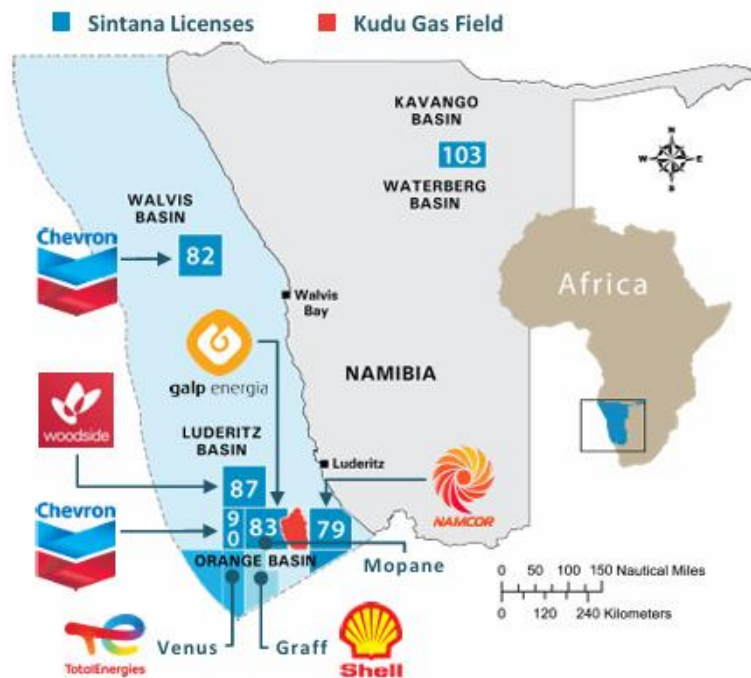 Sintana Licenses
Kudu Gas Field
KAVANGO
BASIN
103
WATERBERG
BASIN
N
W
E
S
WALVIS
BASIN
Chevron
82
Africa
Walvis
Bay
galp energia
NAMIBIA
woodside
LUDERITZ
BASIN
Luderitz
87
NAMCOR
Chevron
90
83
79
ORANGE BASIN
Mopane
0 50 100 150 Nautical Miles
0 120 240 Kilometers
TotalEnergies
Venus
Graff
Shell